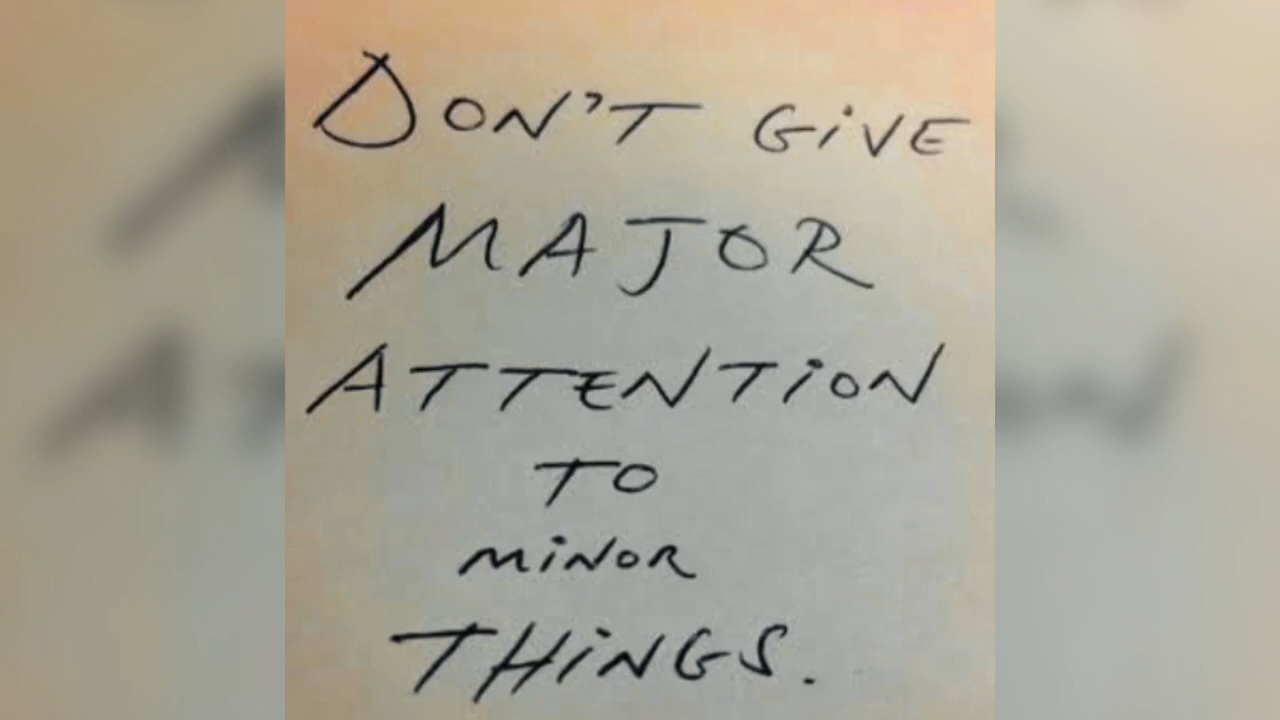 DON'T GiVE
MAJOR
ATTENTiON
TO
MiNOR
THiNGS.